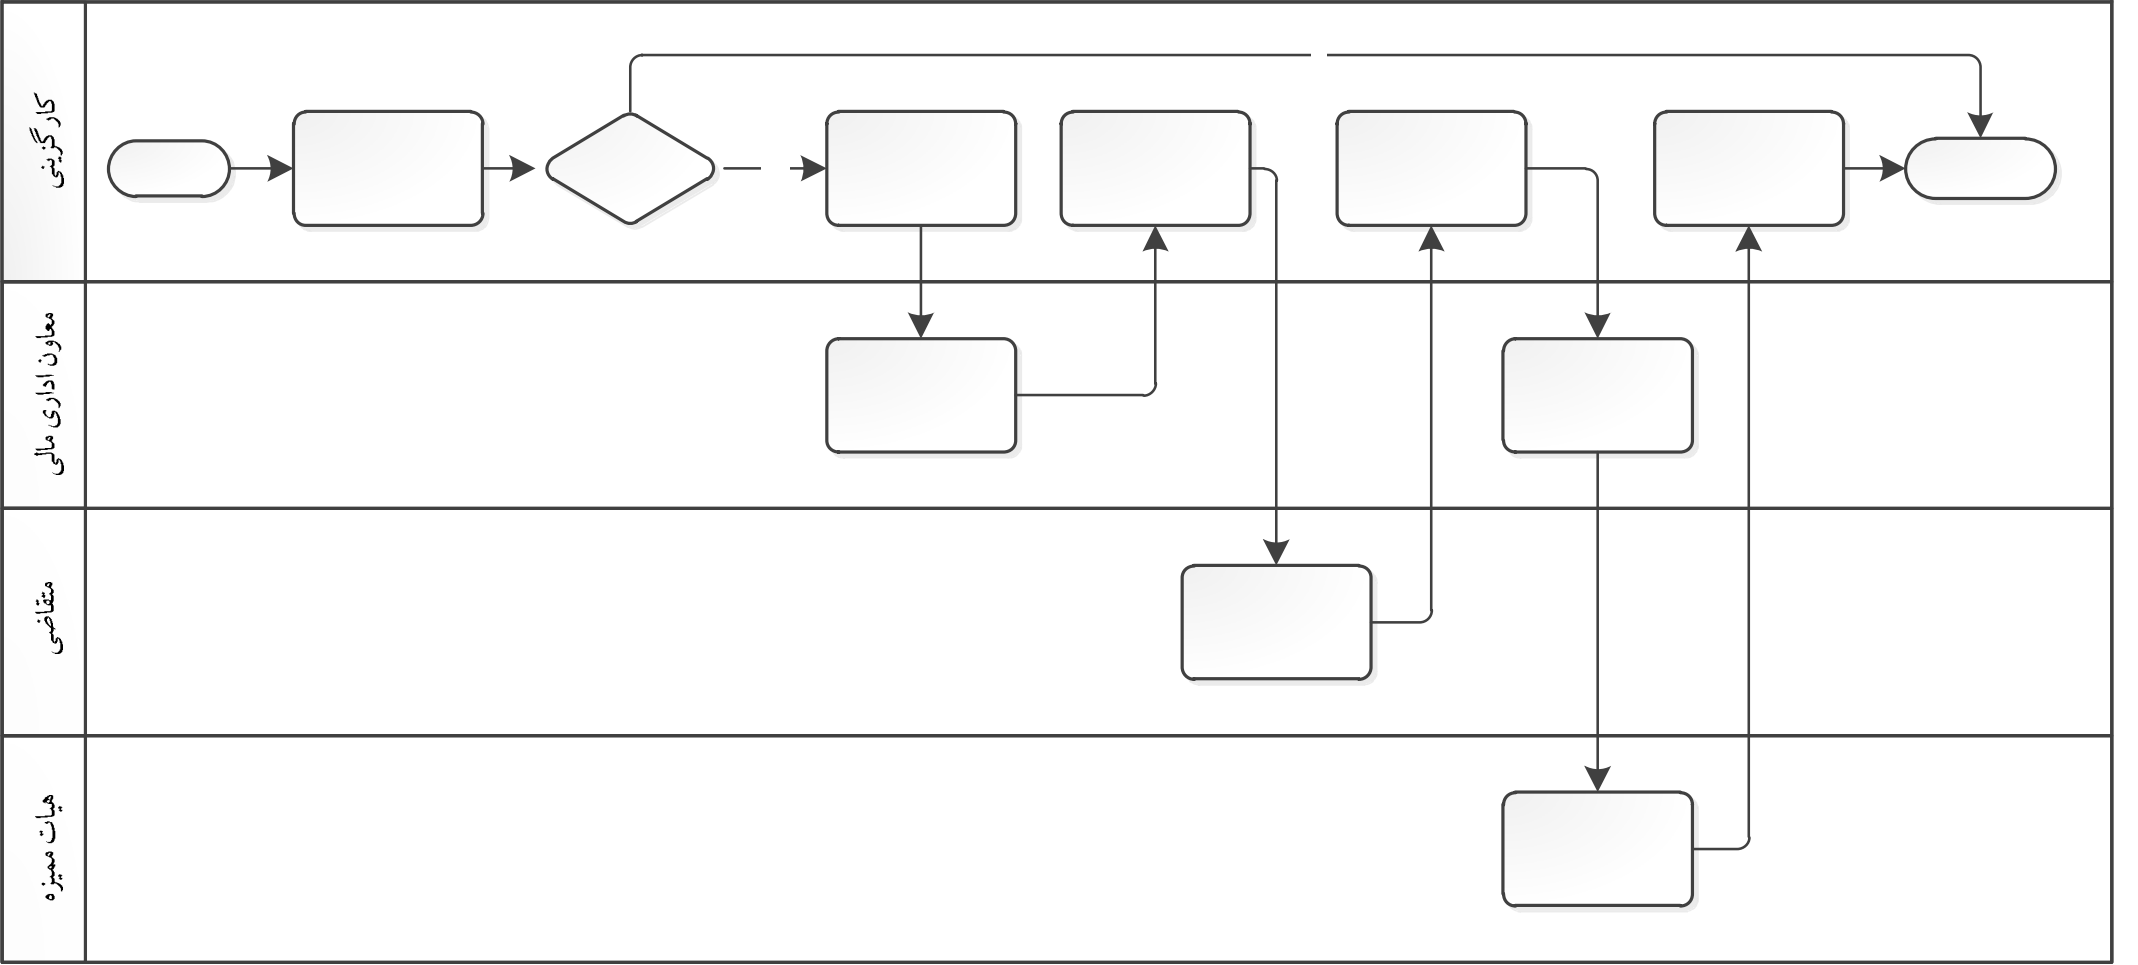 کارگزینی
معاون اداری مالی
متقاضی
هیات ممیزه